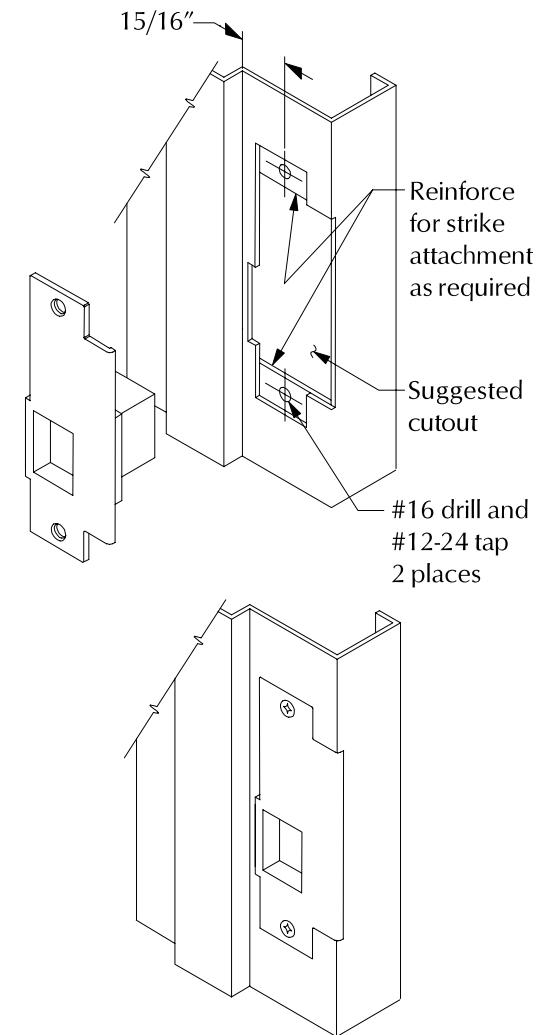 15/16”
Reinforce
for strike
attachment
as required
Suggested
cutout
#16 drill and
#12-24 tap
2 places